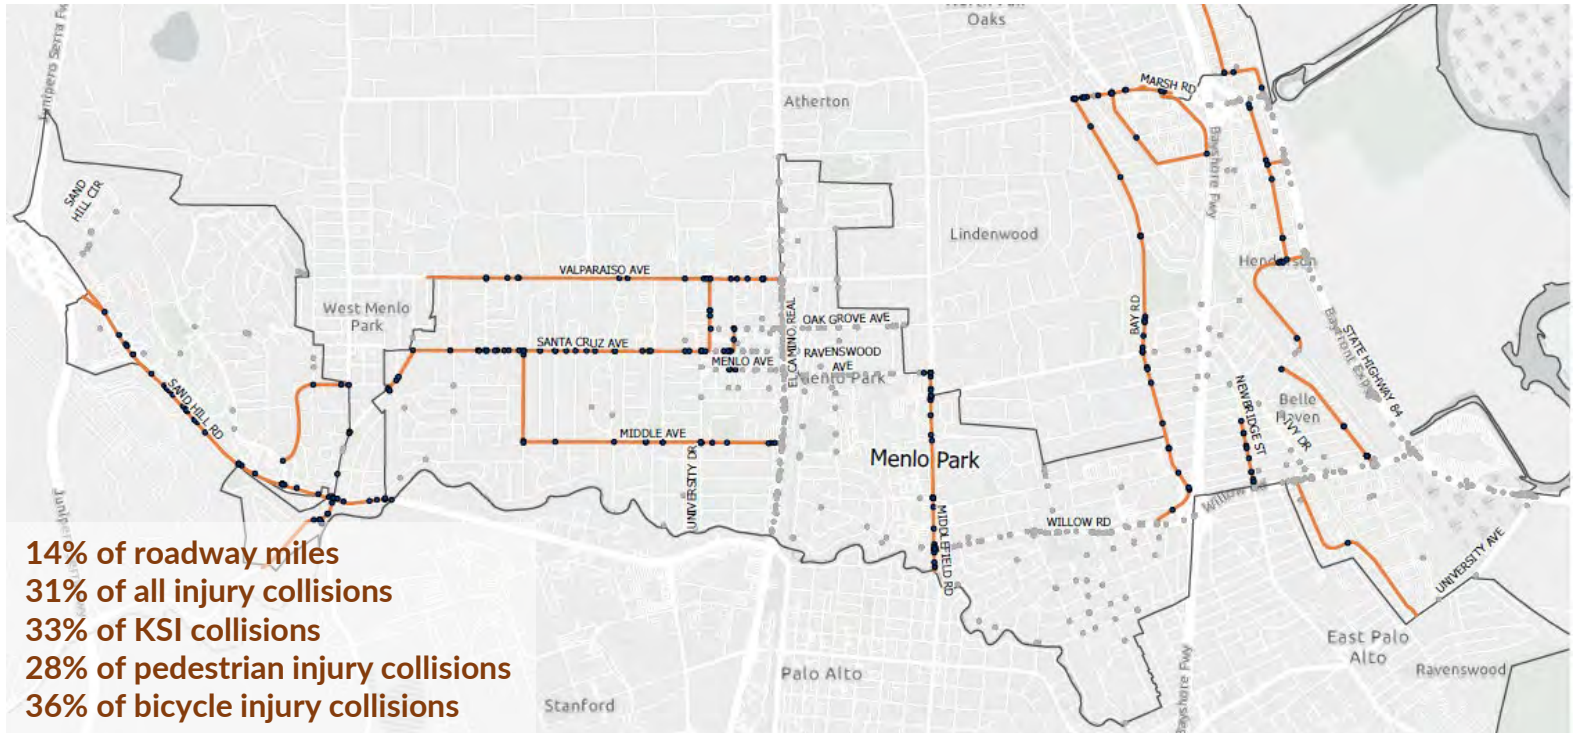 Oaks
Junipero Serra Fwy
MARSH RD
Atherton
Bayshore Fwy
SAND
HILL CIR
Lindenwood
Henderson
VALPARAISO AVE
West Menlo
Park
EL CAMINO REAL
OAK GROVE AVE
BAY RD
STATE HIGHWAY 84
Bayfront Expy
SANTA CRUZ AVE
MENLO AVE
RAVENSWOOD
AVE
Menlo Park
SAND HILL RD
NEWBRIDGE ST
Belle
Haven
IVY DR
MIDDLE AVE
UNIVERSITY DR
Menlo Park
Willow Rd
WILLOW RD
MIDDLEFIELD RD
UNIVERSITY AVE
14% of roadway miles
31% of all injury collisions
33% of KSI collisions
28% of pedestrian injury collisions
36% of bicycle injury collisions
Stanford
Palo Alto
Bayshore Fwy
East Palo
Alto
Ravenswood